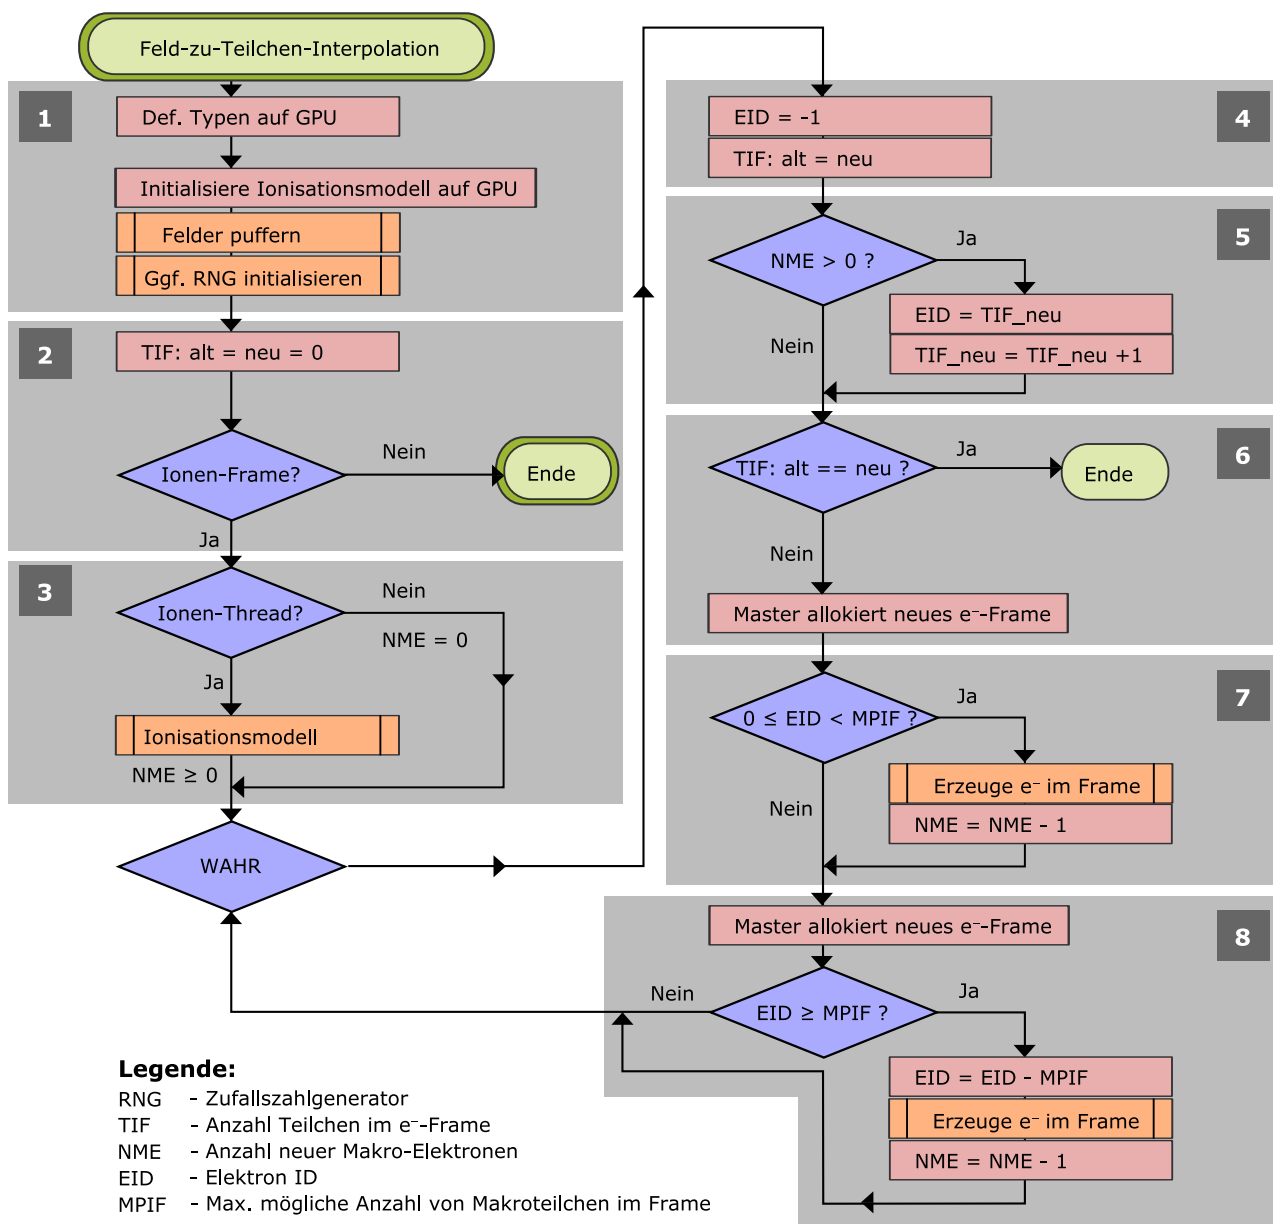 Feld-zu-Teilchen-Interpolation
1
Def. Typen auf GPU
Initialisiere Ionisationsmodell auf GPU
Felder puffern
Ggf. RNG initialisieren
2
TIF: alt = neu = 0
Ionen-Frame?
Nein
Ende
Ja
3
Ionen-Thread?
Nein
NME = 0
Ja
Ionisationsmodell
NME ≥ 0
WAHR
4
EID = -1
TIF: alt = neu
5
NME > 0 ?
Ja
EID = TIF_neu
TIF_neu = TIF_neu +1
Nein
6
TIF: alt == neu ?
Ja
Ende
Nein
Master allokiert neues e⁻-Frame
7
0 ≤ EID < MPIF ?
Ja
Erzeuge e⁻ im Frame
NME = NME - 1
Nein
8
Master allokiert neues e⁻-Frame
EID ≥ MPIF ?
Nein
Ja
EID = EID - MPIF
Erzeuge e⁻ im Frame
NME = NME - 1
Legende:
RNG - Zufallszahlgenerator
TIF - Anzahl Teilchen im e⁻-Frame
NME - Anzahl neuer Makro-Elektronen
EID - Elektron ID
MPIF - Max. mögliche Anzahl von Makroteilchen im Frame